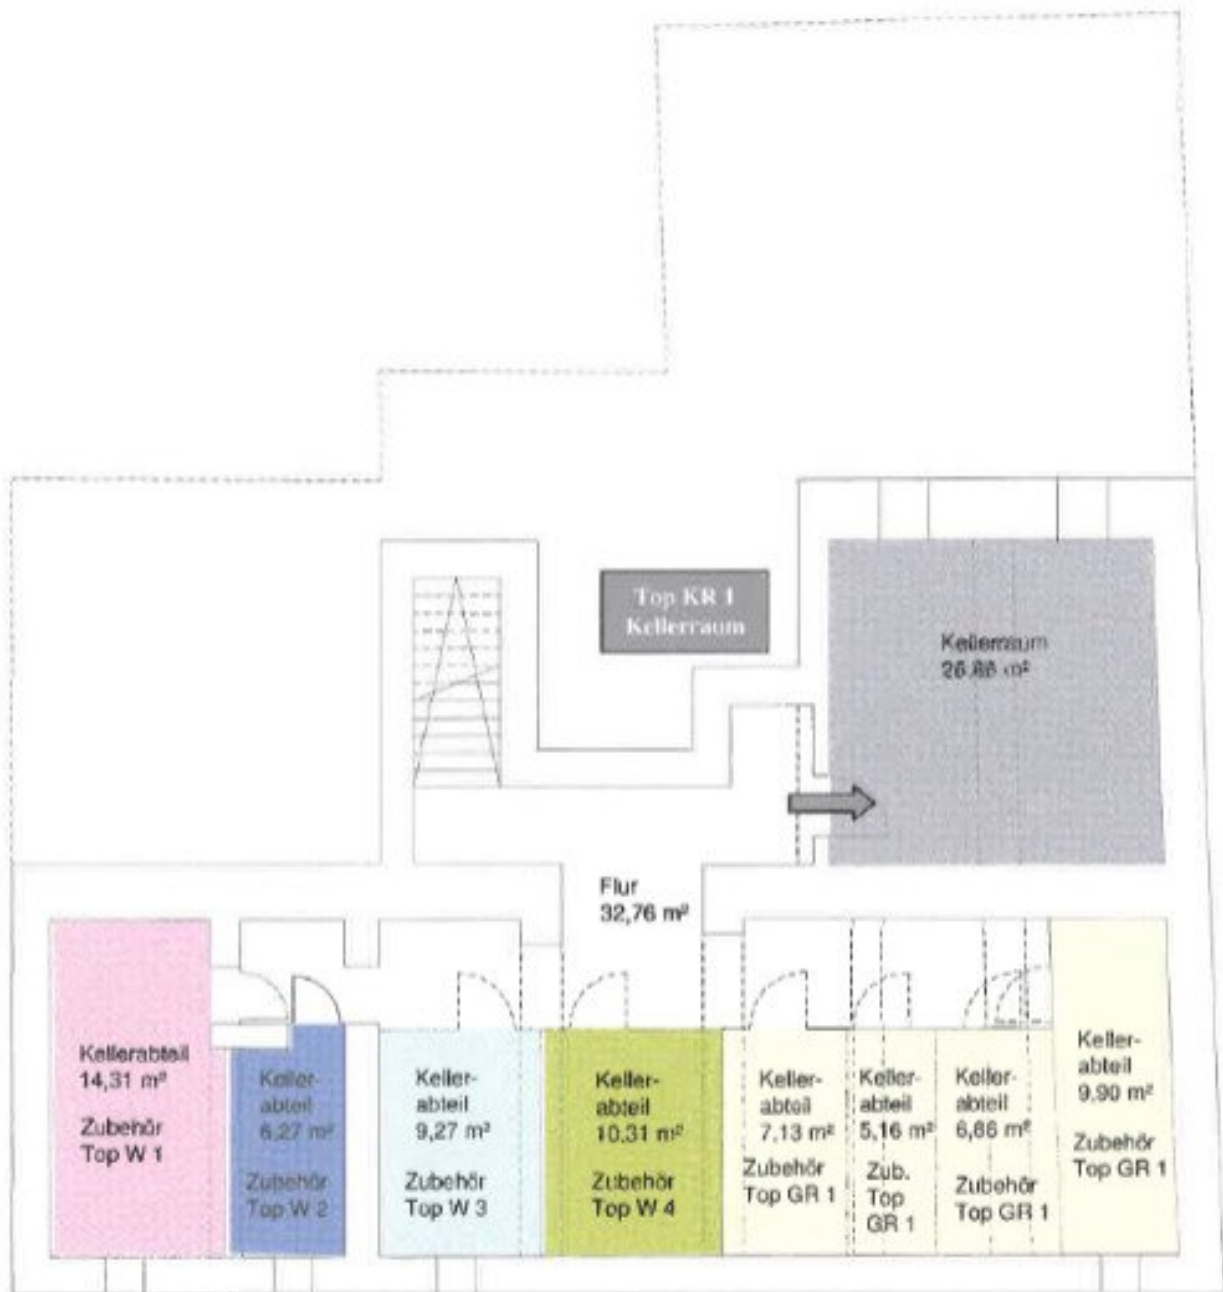 Top KR 1
Kellerraum
Kellerraum
26,86 m²
Flur
32,76 m²
Kellerabteil
14,31 m²
Zubehör
Top W 1
Keller-
abteil
6,27 m²
Zubehör
Top W 2
Keller-
abteil
9,27 m²
Zubehör
Top W 3
Keller-
abteil
10,31 m²
Zubehör
Top W 4
Keller-
abteil
7,13 m²
Zubehör
Top GR 1
Keller-
abteil
5,16 m²
Zub.
Top
GR 1
Keller-
abteil
6,86 m²
Zubehör
Top GR 1
Keller-
abteil
9,90 m²
Zubehör
Top GR 1